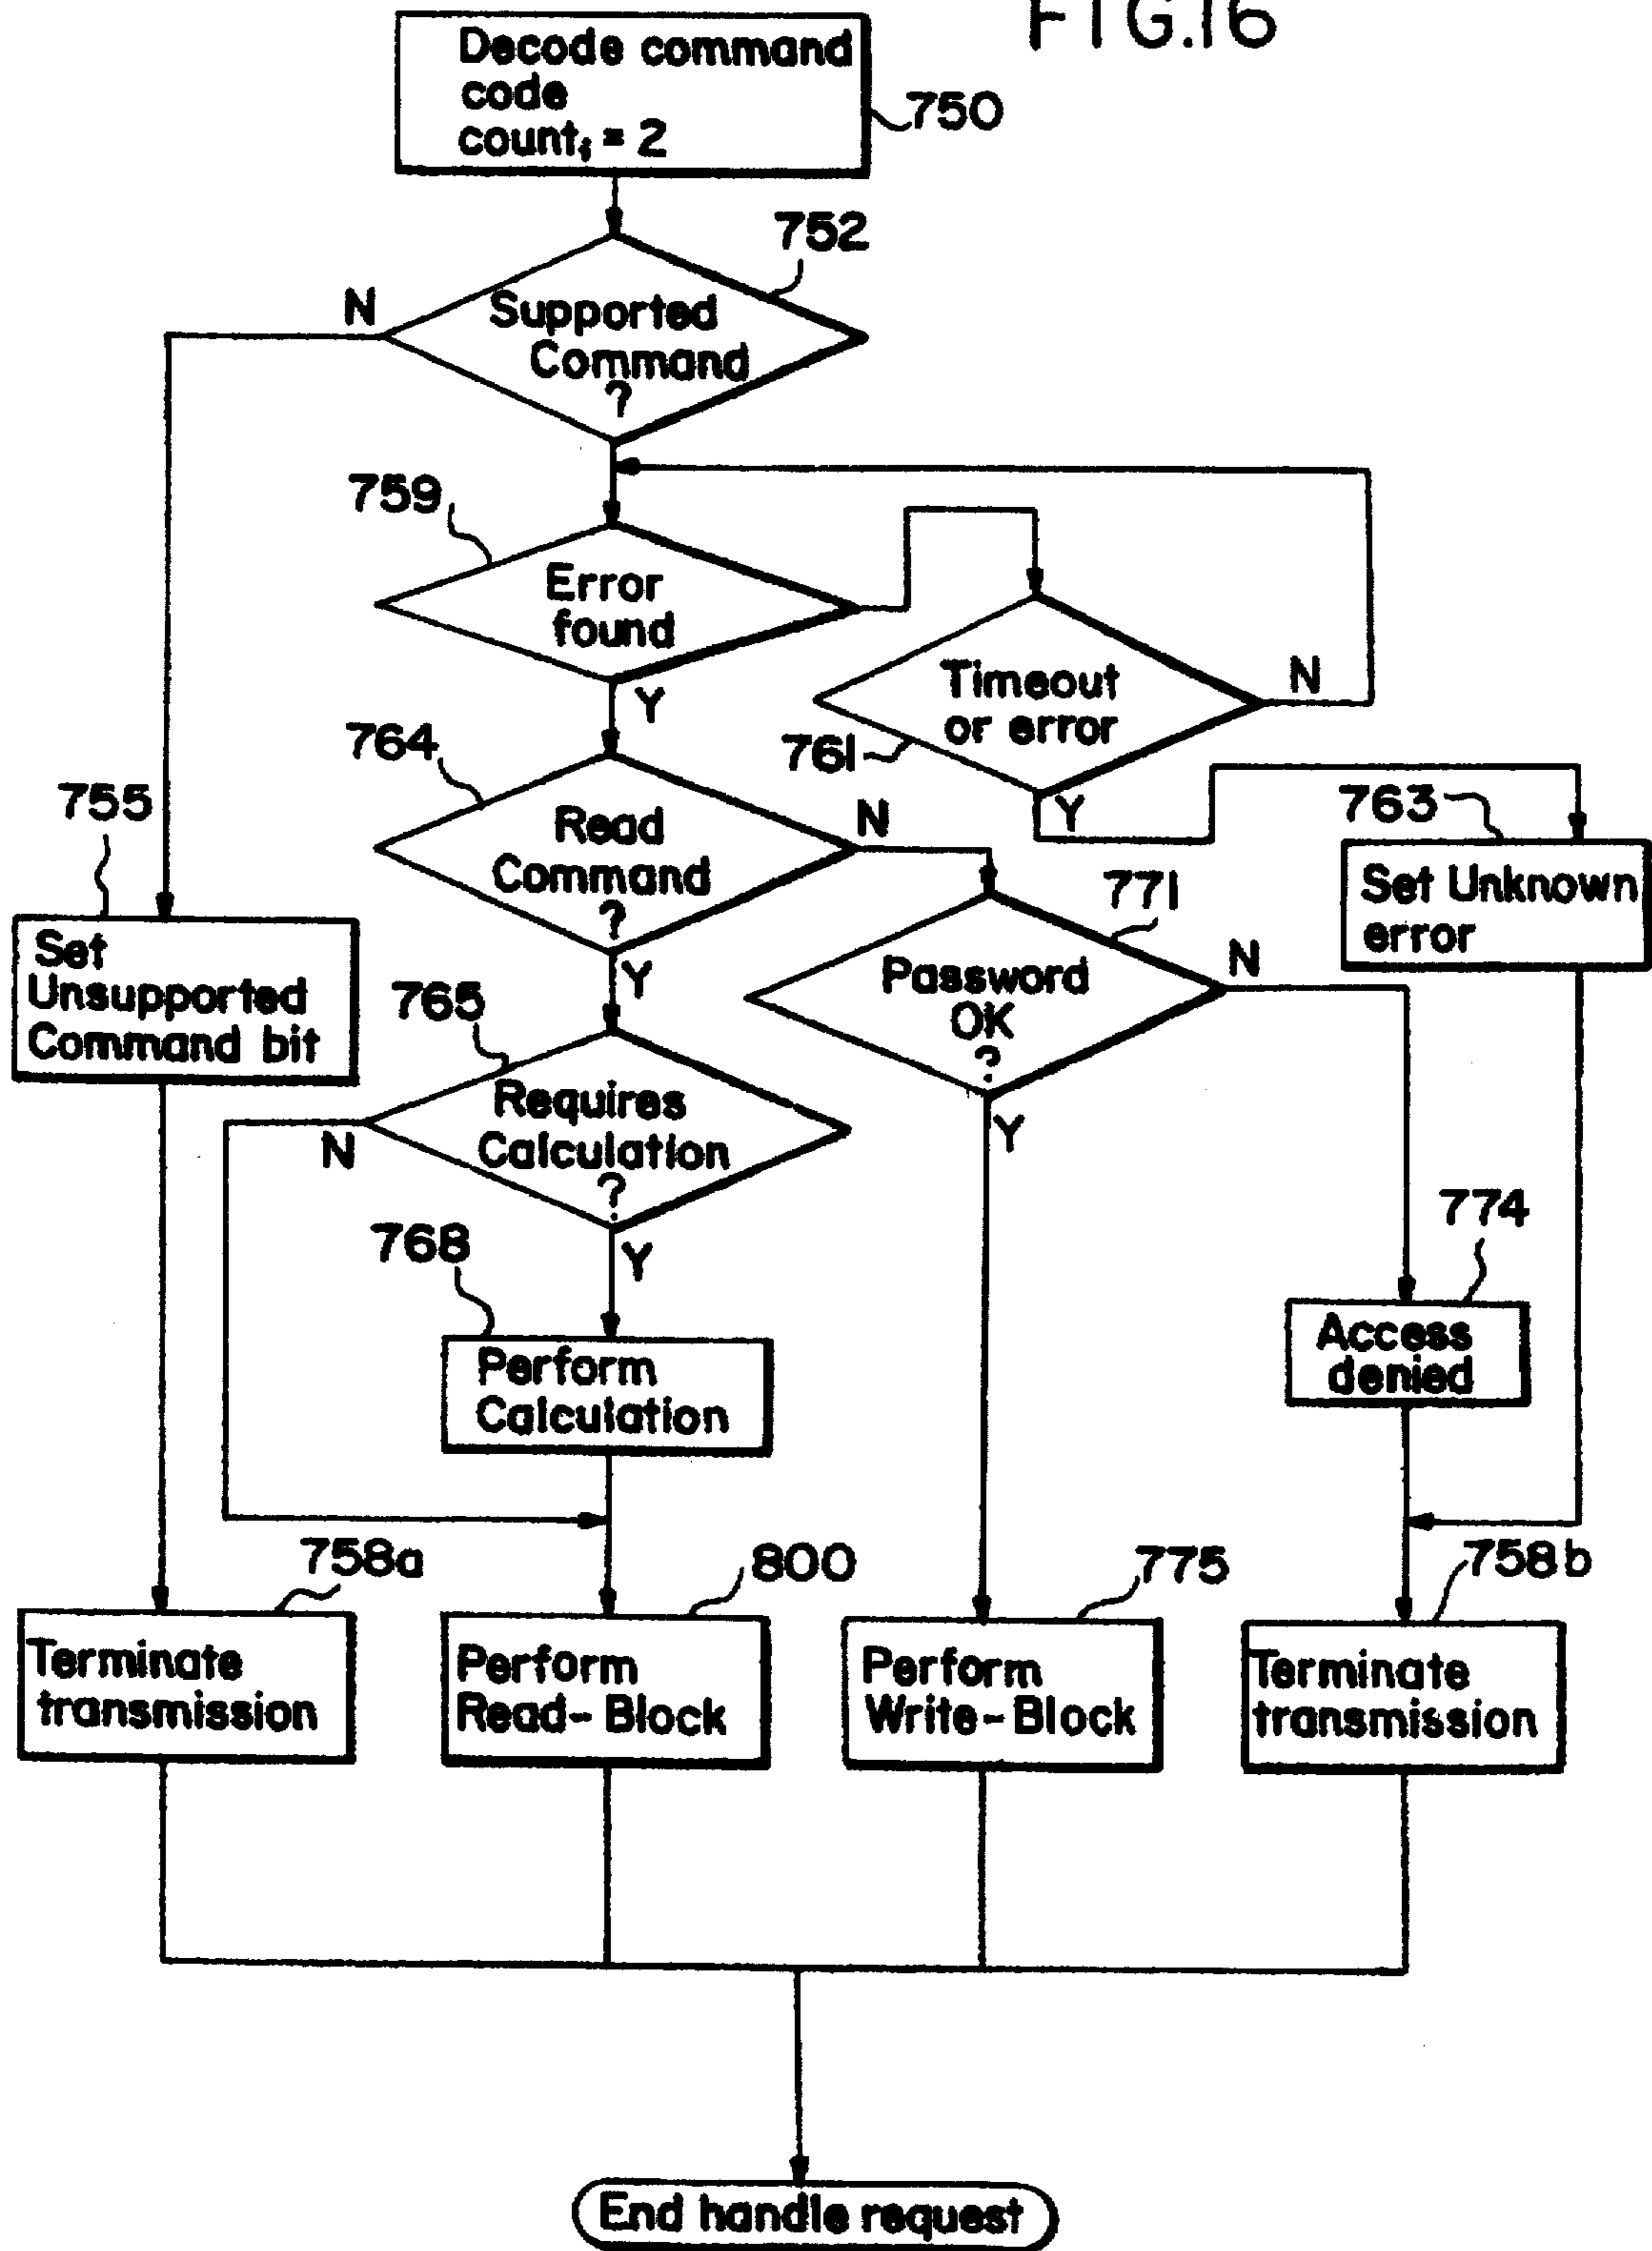 FIG.16
Decode command
code
count₁ = 2
750
752
N
Supported
Command
?
759
Error
found
Y
Timeout
or error
N
761
Y
763
Set Unknown
error
764
Read
Command
?
N
Y
755
Set
Unsupported
Command bit
771
Password
OK
?
N
Y
765
Requires
Calculation
?
N
Y
768
Perform
Calculation
774
Access
denied
758a
Terminate
transmission
800
Perform
Read-Block
775
Perform
Write-Block
758b
Terminate
transmission
End handle request